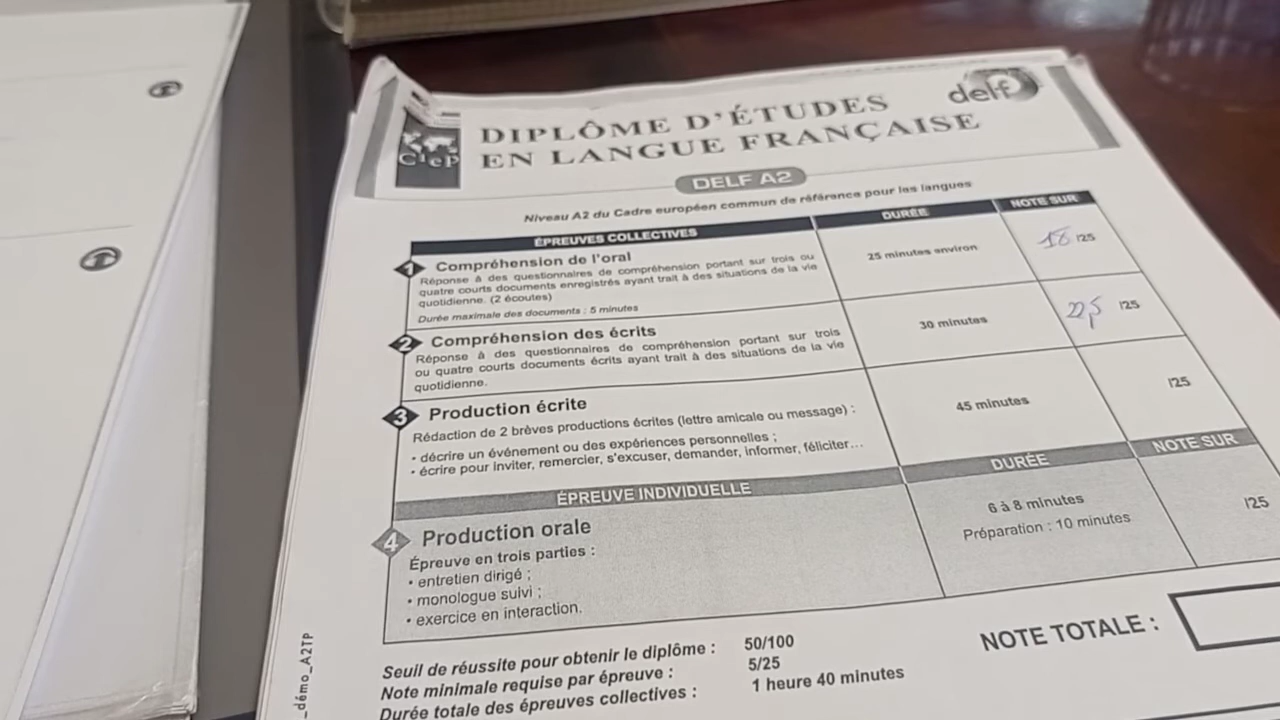 DIPLÔME D'ÉTUDES
EN LANGUE FRANÇAISE
delf
CIEP
DELF A2
Niveau A2 du Cadre européen commun de référence pour les langues
ÉPREUVES COLLECTIVES DURÉE NOTE SUR
1 Compréhension de l'oral
Réponse à des questionnaires de compréhension portant sur trois ou
quatre courts documents enregistrés ayant trait à des situations de la vie
quotidienne. (2 écoutes)
Durée maximale des documents : 5 minutes
25 minutes environ
/25
2 Compréhension des écrits
Réponse à des questionnaires de compréhension portant sur trois
ou quatre courts documents écrits ayant trait à des situations de la vie
quotidienne.
30 minutes
/25
3 Production écrite
Rédaction de 2 brèves productions écrites (lettre amicale ou message) :
• décrire un événement ou des expériences personnelles ;
• écrire pour inviter, remercier, s'excuser, demander, informer, féliciter...
45 minutes
/25
ÉPREUVE INDIVIDUELLE DURÉE NOTE SUR
4 Production orale
Épreuve en trois parties :
• entretien dirigé ;
• monologue suivi ;
• exercice en interaction.
6 à 8 minutes
Préparation : 10 minutes
/25
Seuil de réussite pour obtenir le diplôme : 50/100
Note minimale requise par épreuve : 5/25
Durée totale des épreuves collectives : 1 heure 40 minutes
NOTE TOTALE :
_démo_A2TP